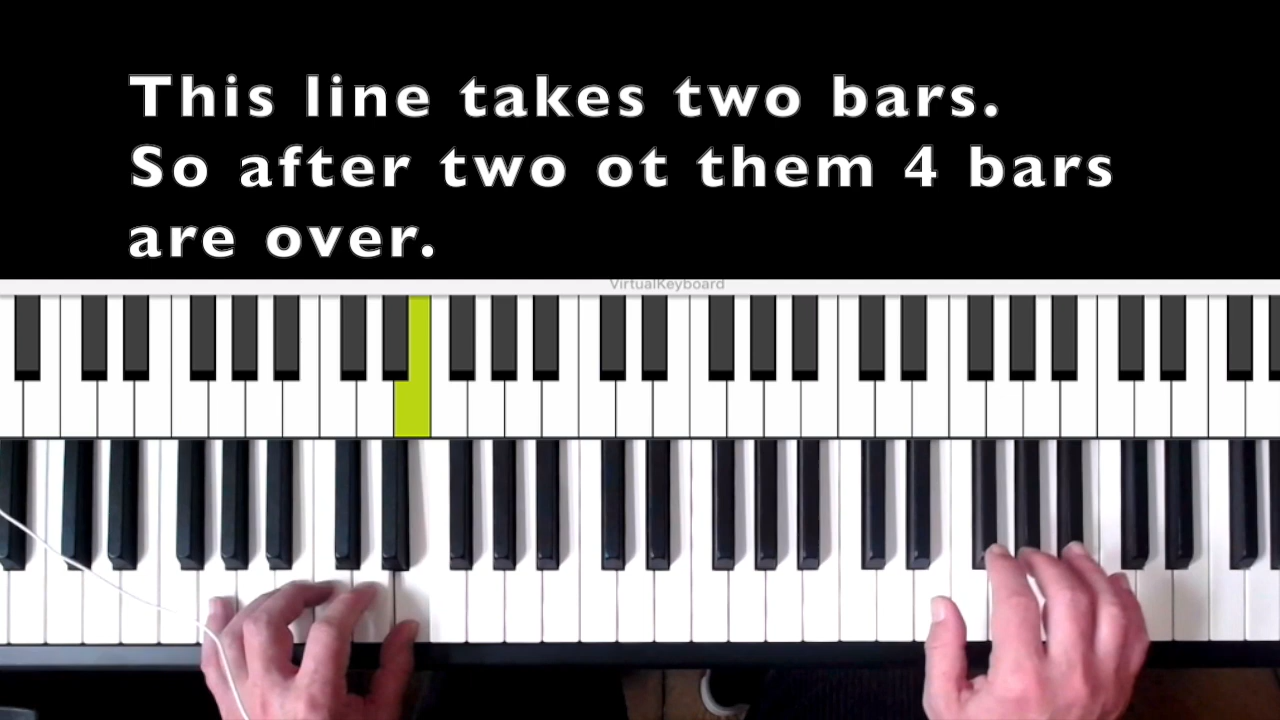 This line takes two bars.
So after two ot them 4 bars
are over.
VirtualKeyboard